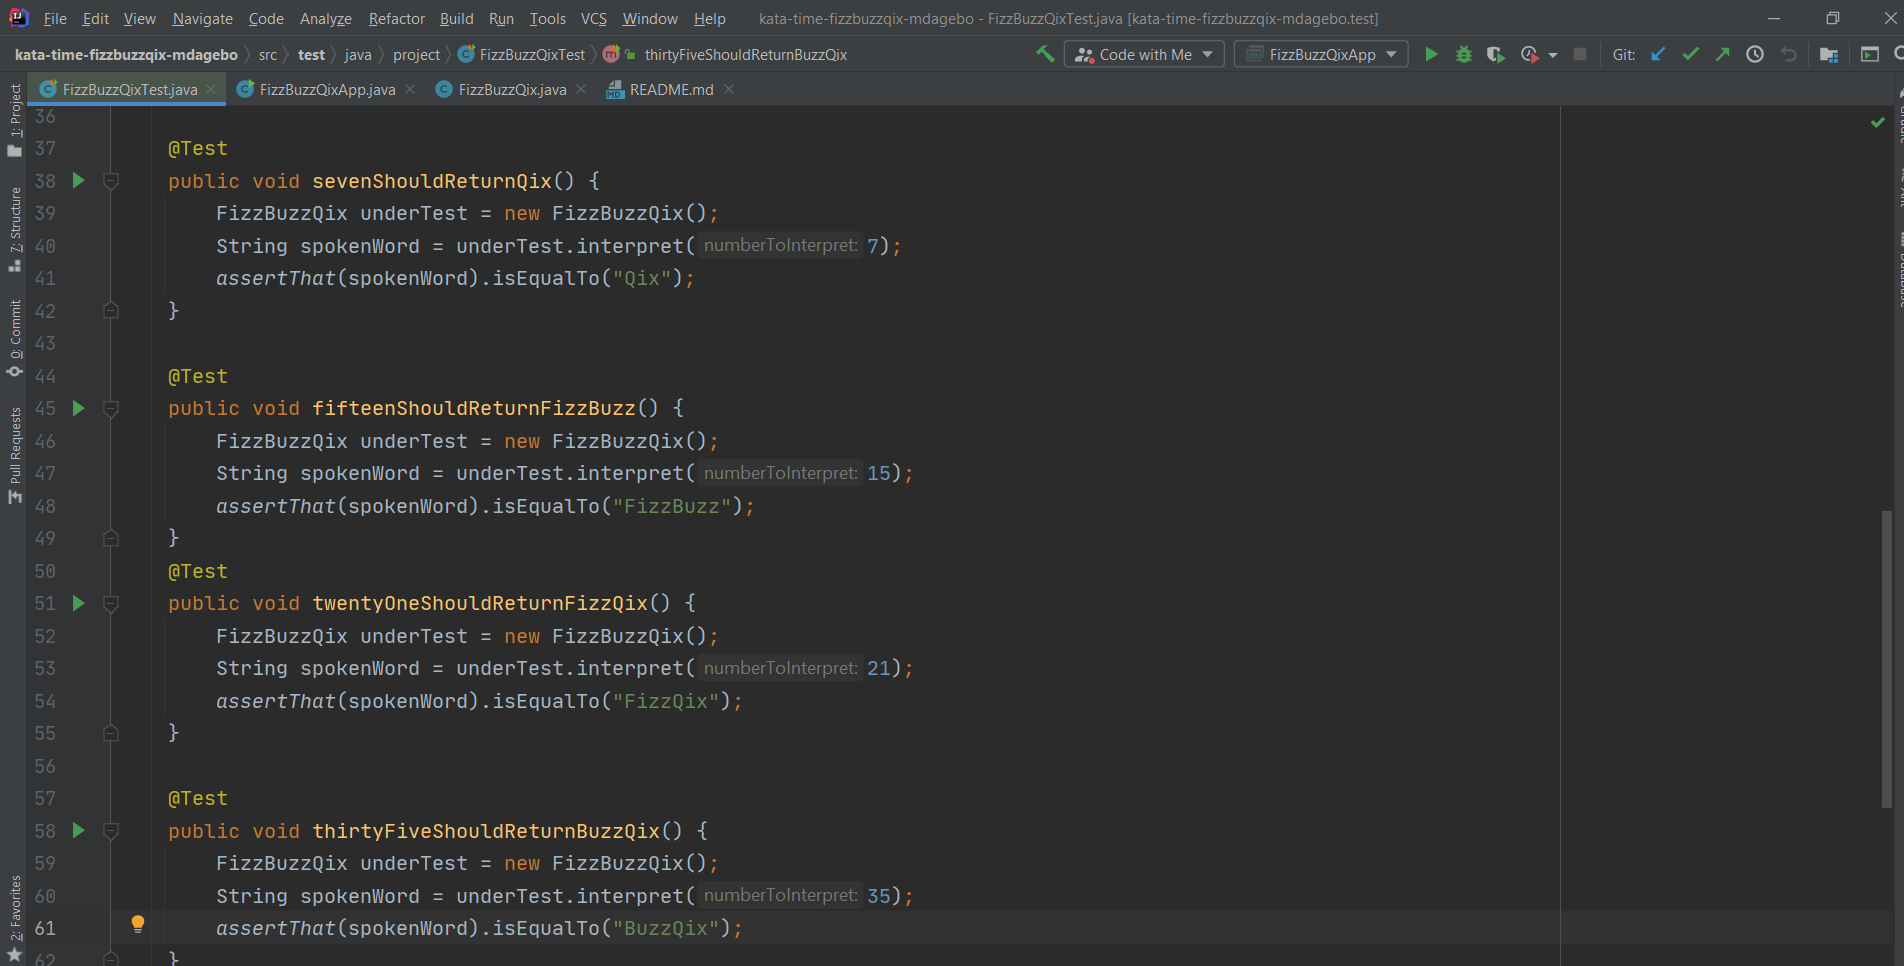 File Edit View Navigate Code Analyze Refactor Build Run Tools VCS Window Help kata-time-fizzbuzzqix-mdagebo - FizzBuzzQixTest.java [kata-time-fizzbuzzqix-mdagebo.test]
kata-time-fizzbuzzqix-mdagebo src test java project FizzBuzzQixTest m thirtyFiveShouldReturnBuzzQix Code with Me FizzBuzzQixApp Git:
FizzBuzzQixTest.java FizzBuzzQixApp.java FizzBuzzQix.java README.md
1: Project
7: Structure
0: Commit
Pull Requests
2: Favorites
36
37 @Test
38 public void sevenShouldReturnQix() {
39 FizzBuzzQix underTest = new FizzBuzzQix();
40 String spokenWord = underTest.interpret( numberToInterpret: 7);
41 assertThat(spokenWord).isEqualTo("Qix");
42 }
43
44 @Test
45 public void fifteenShouldReturnFizzBuzz() {
46 FizzBuzzQix underTest = new FizzBuzzQix();
47 String spokenWord = underTest.interpret( numberToInterpret: 15);
48 assertThat(spokenWord).isEqualTo("FizzBuzz");
49 }
50 @Test
51 public void twentyOneShouldReturnFizzQix() {
52 FizzBuzzQix underTest = new FizzBuzzQix();
53 String spokenWord = underTest.interpret( numberToInterpret: 21);
54 assertThat(spokenWord).isEqualTo("FizzQix");
55 }
56
57 @Test
58 public void thirtyFiveShouldReturnBuzzQix() {
59 FizzBuzzQix underTest = new FizzBuzzQix();
60 String spokenWord = underTest.interpret( numberToInterpret: 35);
61 assertThat(spokenWord).isEqualTo("BuzzQix");
62 }